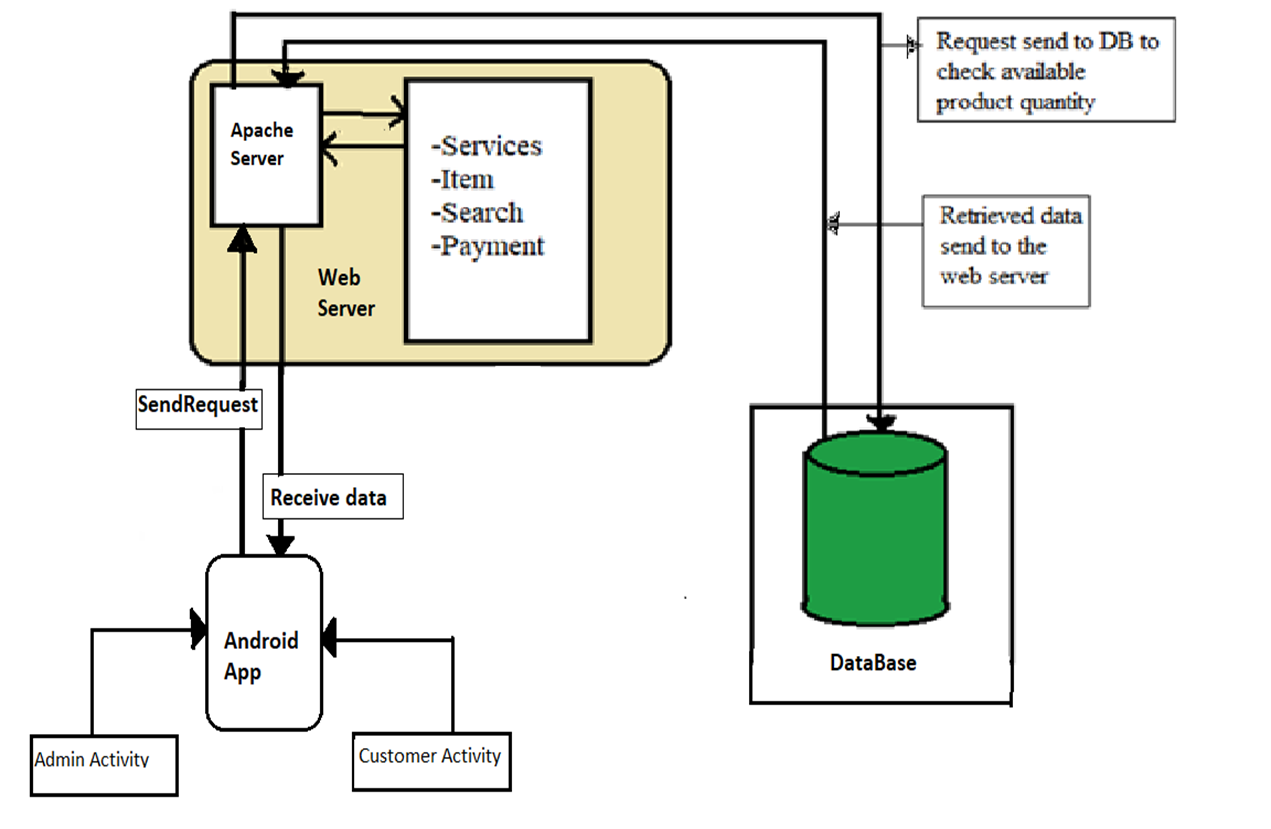 Request send to DB to
check available
product quantity
Apache
Server
-Services
-Item
-Search
-Payment
Retrieved data
send to the
web server
Web
Server
SendRequest
Receive data
Android
App
DataBase
Admin Activity
Customer Activity